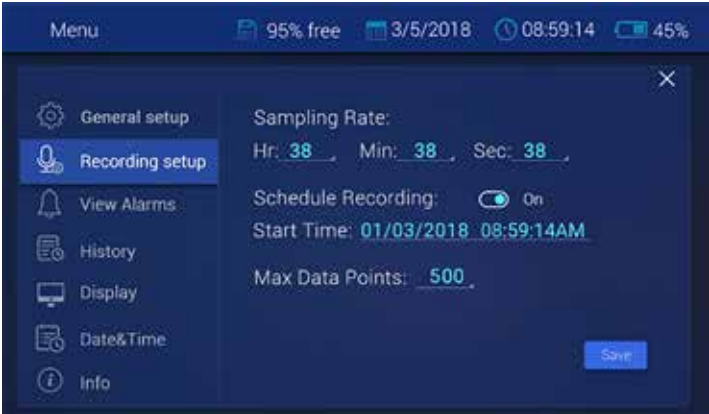 Menu 95% free 3/5/2018 08:59:14 45%
General setup
Recording setup
View Alarms
History
Display
Date&Time
Info
Sampling Rate:
Hr: 38 Min: 38 Sec: 38
Schedule Recording: On
Start Time: 01/03/2018 08:59:14AM
Max Data Points: 500
Save